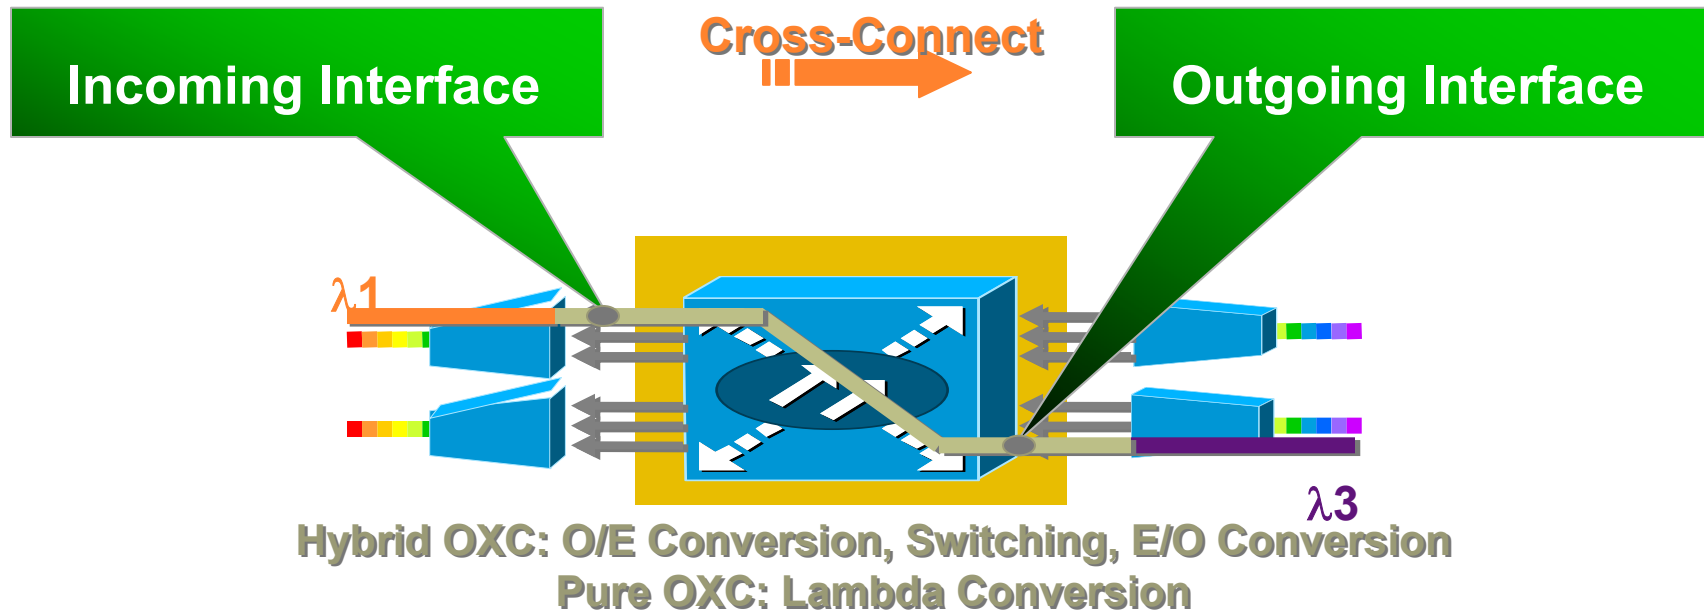 Cross-Connect
Incoming Interface
Outgoing Interface
λ1
λ3
Hybrid OXC: O/E Conversion, Switching, E/O Conversion
Pure OXC: Lambda Conversion